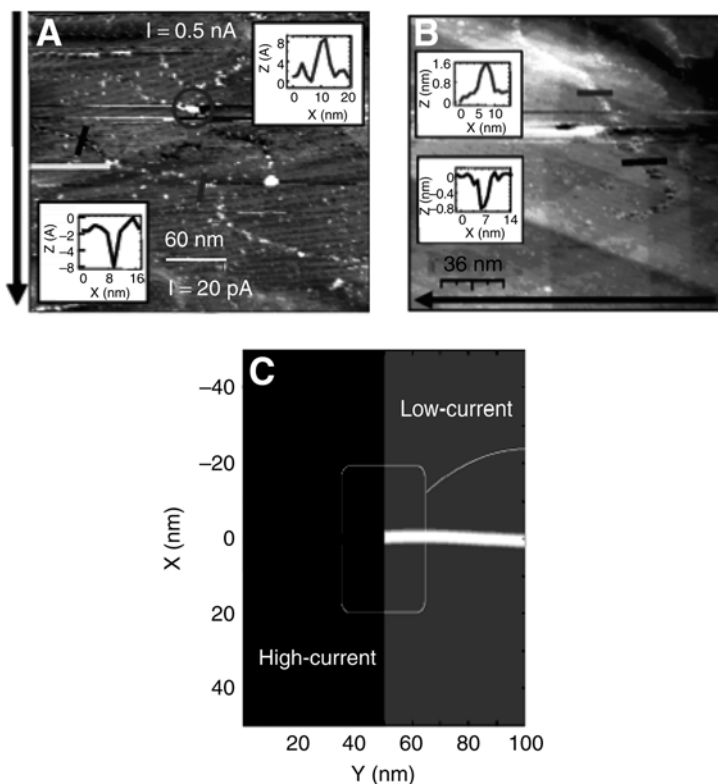 A
I = 0.5 nA
Z (A)
8
4
0
0 10 20
X (nm)
Z (A)
0
−2
−4
−8
0 8 16
X (nm)
60 nm
I = 20 pA
B
Z (nm)
1.6
0.8
0.0
0 5 10
X (nm)
Z (nm)
0
−0.4
−0.8
0 7 14
X (nm)
36 nm
C
Low-current
High-current
X (nm)
−40
−20
0
20
40
20 40 60 80 100
Y (nm)